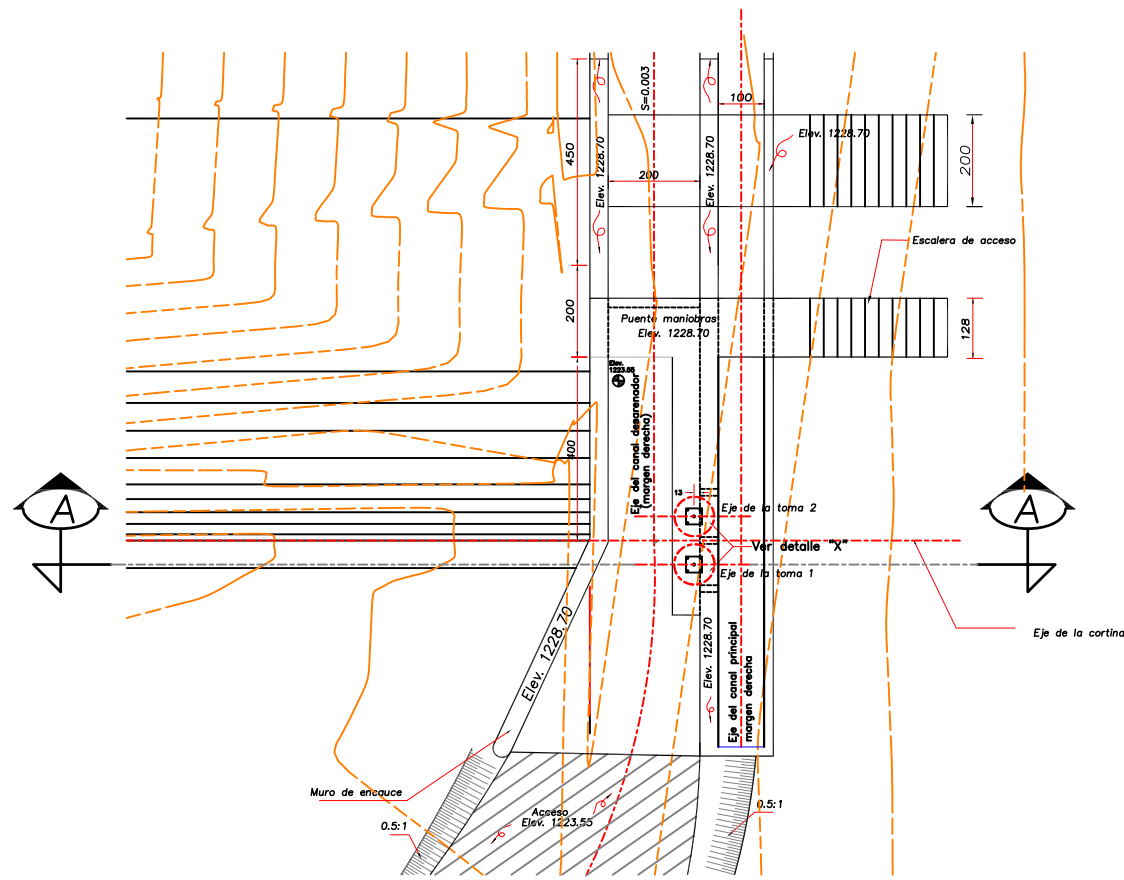 S=0.003
100
450
Elev. 1228.70
Elev. 1228.70
Elev. 1228.70
200
200
Escalera de acceso
200
Puente maniobras
Elev. 1228.70
128
Elev.
1223.55
Eje del canal desarenador
(margen derecha)
400
13
Eje de la toma 2
A
A
Ver detalle "X"
Eje de la toma 1
Elev. 1228.70
Elev. 1228.70
Eje del canal principal
margen derecha
Eje de la cortina
Muro de encauce
Acceso
Elev. 1223.55
0.5:1
0.5:1